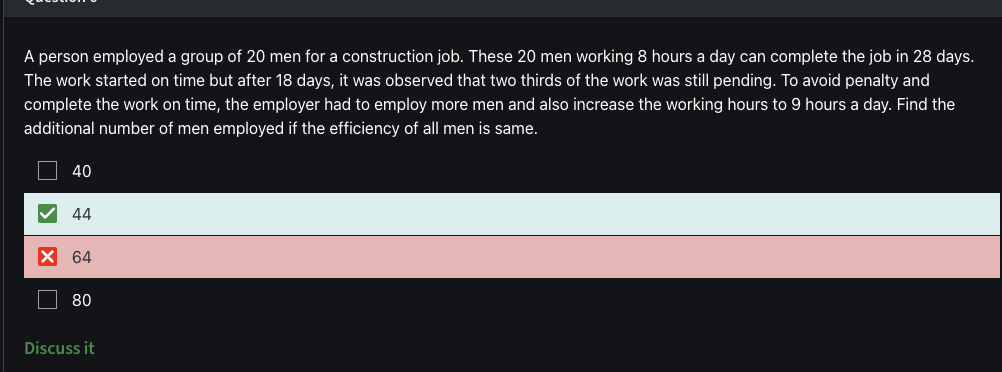 A person employed a group of 20 men for a construction job. These 20 men working 8 hours a day can complete the job in 28 days.
The work started on time but after 18 days, it was observed that two thirds of the work was still pending. To avoid penalty and
complete the work on time, the employer had to employ more men and also increase the working hours to 9 hours a day. Find the
additional number of men employed if the efficiency of all men is same.
40
44
64
80
Discuss it